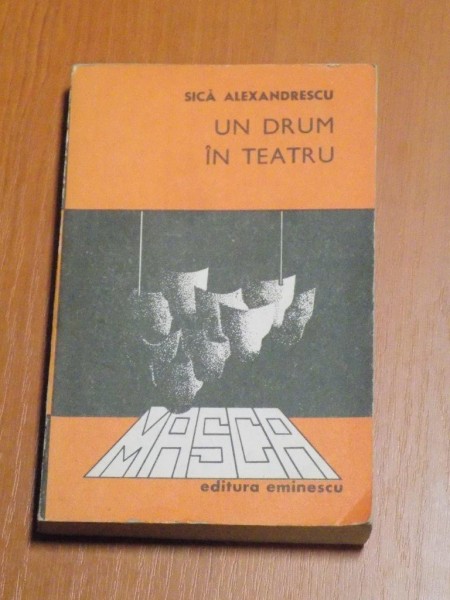 SICĂ ALEXANDRESCU
UN DRUM
ÎN TEATRU
MASCA
editura eminescu